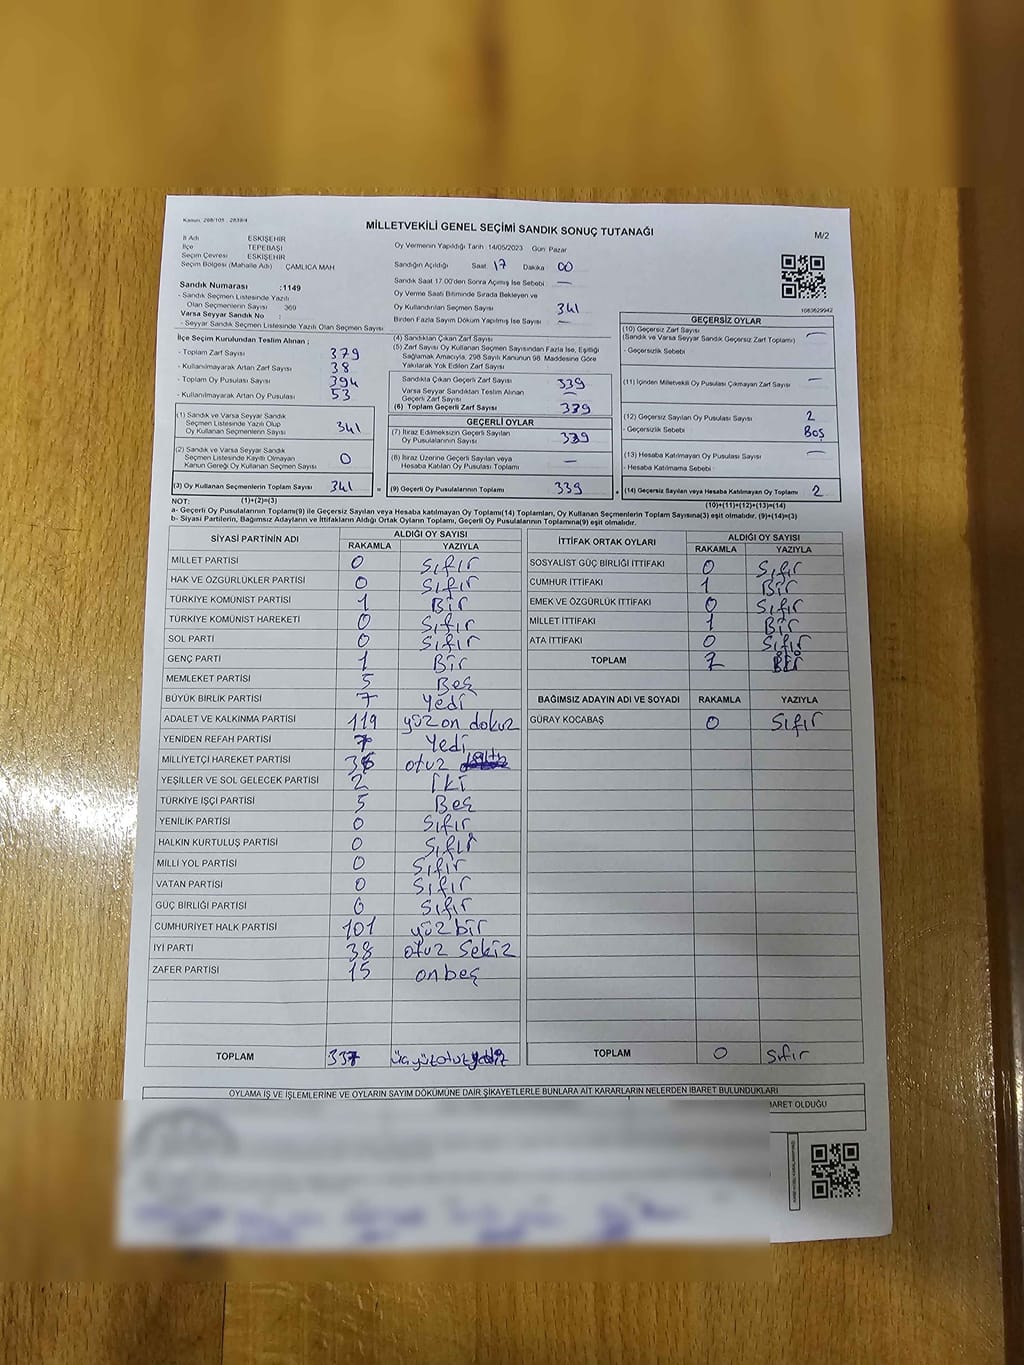 Kanun: 298/105 , 2839/4
MİLLETVEKİLİ GENEL SEÇİMİ SANDIK SONUÇ TUTANAĞI
M/2
İl Adı ESKİŞEHİR
İlçe TEPEBAŞI
Seçim Çevresi ESKİŞEHİR
Seçim Bölgesi (Mahalle Adı) ÇAMLICA MAH
Sandık Numarası :1149
- Sandık Seçmen Listesinde Yazılı
Olan Seçmenlerin Sayısı 369
Varsa Seyyar Sandık No :
- Seyyar Sandık Seçmen Listesinde Yazılı Olan Seçmen Sayısı
Oy Vermenin Yapıldığı Tarih :14/05/2023 Gün: Pazar
Sandığın Açıldığı Saat 17 Dakika 00
Sandık Saat 17:00'den Sonra Açılmış İse Sebebi —
Oy Verme Saati Bitiminde Sırada Bekleyen ve
Oy Kullandırılan Seçmen Sayısı 341
Birden Fazla Sayım Döküm Yapılmış İse Sayısı —
1083629942
İlçe Seçim Kurulundan Teslim Alınan ;
- Toplam Zarf Sayısı 379
- Kullanılmayarak Artan Zarf Sayısı 38
- Toplam Oy Pusulası Sayısı 394
- Kullanılmayarak Artan Oy Pusulası 53
(1) Sandık ve Varsa Seyyar Sandık
Seçmen Listesinde Yazılı Olup
Oy Kullanan Seçmenlerin Sayısı 341
(2) Sandık ve Varsa Seyyar Sandık
Seçmen Listesinde Kayıtlı Olmayan
Kanun Gereği Oy Kullanan Seçmen Sayısı 0
(3) Oy Kullanan Seçmenlerin Toplam Sayısı 341 =
(4) Sandıktan Çıkan Zarf Sayısı
(5) Zarf Sayısı Oy Kullanan Seçmen Sayısından Fazla İse, Eşitliği
Sağlamak Amacıyla, 298 Sayılı Kanunun 98. Maddesine Göre
Yakılarak Yok Edilen Zarf Sayısı
Sandıkta Çıkan Geçerli Zarf Sayısı 339
Varsa Seyyar Sandıktan Teslim Alınan
Geçerli Zarf Sayısı —
(6) Toplam Geçerli Zarf Sayısı 339
GEÇERLİ OYLAR
(7) İtiraz Edilmeksizin Geçerli Sayılan
Oy Pusulalarının Sayısı 339
(8) İtiraz Üzerine Geçerli Sayılan veya
Hesaba Katılan Oy Pusulası Toplamı —
(9) Geçerli Oy Pusulalarının Toplamı 339 +
GEÇERSİZ OYLAR
(10) Geçersiz Zarf Sayısı —
(Sandık ve Varsa Seyyar Sandık Geçersiz Zarf Toplamı)
- Geçersizlik Sebebi
(11) İçinden Milletvekili Oy Pusulası Çıkmayan Zarf Sayısı —
(12) Geçersiz Sayılan Oy Pusulası Sayısı 2
- Geçersizlik Sebebi Boş
(13) Hesaba Katılmayan Oy Pusulası Sayısı —
- Hesaba Katılmama Sebebi
(14) Geçersiz Sayılan veya Hesaba Katılmayan Oy Toplamı 2
NOT: (1)+(2)=(3) (10)+(11)+(12)+(13)=(14)
a- Geçerli Oy Pusulalarının Toplamı(9) ile Geçersiz Sayılan veya Hesaba Katılmayan Oy Toplamı(14) Toplamları, Oy Kullanan Seçmenlerin Toplam Sayısına(3) eşit olmalıdır. (9)+(14)=(3)
b- Siyasi Partilerin, Bağımsız Adayların ve İttifakların Aldığı Ortak Oyların Toplamı, Geçerli Oy Pusulalarının Toplamına(9) eşit olmalıdır.
SİYASİ PARTİNİN ADI ALDIĞI OY SAYISI
RAKAMLA YAZIYLA
MİLLET PARTİSİ 0 Sıfır
HAK VE ÖZGÜRLÜKLER PARTİSİ 0 Sıfır
TÜRKİYE KOMÜNİST PARTİSİ 1 Bir
TÜRKİYE KOMÜNİST HAREKETİ 0 Sıfır
SOL PARTİ 0 Sıfır
GENÇ PARTİ 1 Bir
MEMLEKET PARTİSİ 5 Beş
BÜYÜK BİRLİK PARTİSİ 7 Yedi
ADALET VE KALKINMA PARTİSİ 119 yüz on dokuz
YENİDEN REFAH PARTİSİ 7 Yedi
MİLLİYETÇİ HAREKET PARTİSİ otuz
YEŞİLLER VE SOL GELECEK PARTİSİ 2 İki
TÜRKİYE İŞÇİ PARTİSİ 5 Beş
YENİLİK PARTİSİ 0 Sıfır
HALKIN KURTULUŞ PARTİSİ 0 Sıfır
MİLLİ YOL PARTİSİ 0 Sıfır
VATAN PARTİSİ 0 Sıfır
GÜÇ BİRLİĞİ PARTİSİ 0 Sıfır
CUMHURİYET HALK PARTİSİ 101 yüz bir
İYİ PARTİ 38 otuz sekiz
ZAFER PARTİSİ 15 onbeş
TOPLAM 337
İTTİFAK ORTAK OYLARI ALDIĞI OY SAYISI
RAKAMLA YAZIYLA
SOSYALİST GÜÇ BİRLİĞİ İTTİFAKI 0 Sıfır
CUMHUR İTTİFAKI 1 Bir
EMEK VE ÖZGÜRLÜK İTTİFAKI 0 Sıfır
MİLLET İTTİFAKI 1 Bir
ATA İTTİFAKI 0 Sıfır
TOPLAM 2
BAĞIMSIZ ADAYIN ADI VE SOYADI RAKAMLA YAZIYLA
GÜRAY KOCABAŞ 0 Sıfır
TOPLAM 0 Sıfır
OYLAMA İŞ VE İŞLEMLERİNE VE OYLARIN SAYIM DÖKÜMÜNE DAİR ŞİKAYETLERLE BUNLARA AİT KARARLARIN NELERDEN İBARET BULUNDUKLARI
BARET OLDUĞU